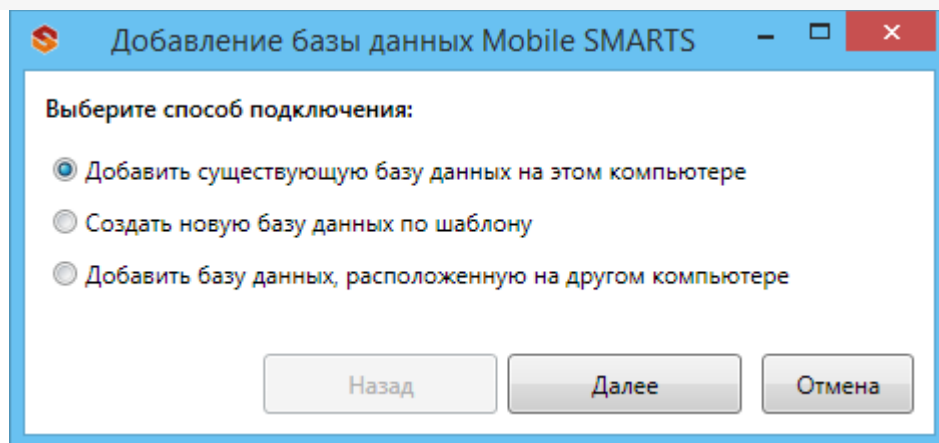 Добавление базы данных Mobile SMARTS
Выберите способ подключения:
Добавить существующую базу данных на этом компьютере
Создать новую базу данных по шаблону
Добавить базу данных, расположенную на другом компьютере
Назад Далее Отмена